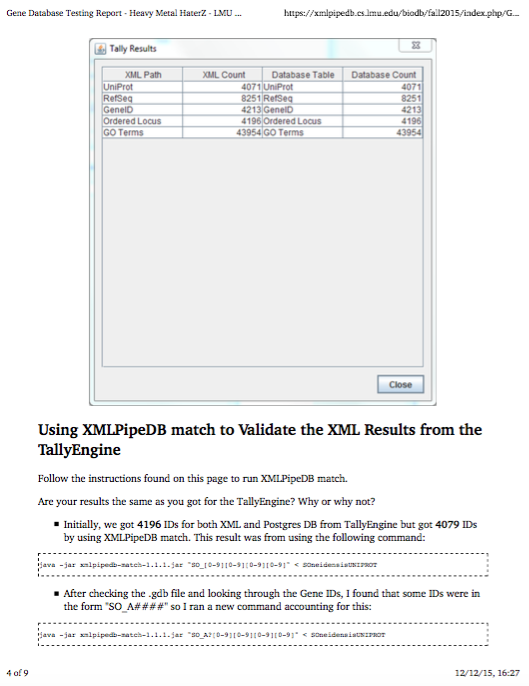 Gene Database Testing Report - Heavy Metal HaterZ - LMU ... https://xmlpipedb.cs.lmu.edu/biodb/fall2015/index.php/G...
Tally Results
XML Path XML Count Database Table Database Count
UniProt 4071 UniProt 4071
RefSeq 8251 RefSeq 8251
GeneID 4213 GeneID 4213
Ordered Locus 4196 Ordered Locus 4196
GO Terms 43954 GO Terms 43954
Close
Using XMLPipeDB match to Validate the XML Results from the
TallyEngine
Follow the instructions found on this page to run XMLPipeDB match.
Are your results the same as you got for the TallyEngine? Why or why not?
▪ Initially, we got 4196 IDs for both XML and Postgres DB from TallyEngine but got 4079 IDs
by using XMLPipeDB match. This result was from using the following command:
java -jar xmlpipedb-match-1.1.1.jar "SO_[0-9][0-9][0-9][0-9]" < SOneidensisUNIPROT
▪ After checking the .gdb file and looking through the Gene IDs, I found that some IDs were in
the form "SO_A####" so I ran a new command accounting for this:
java -jar xmlpipedb-match-1.1.1.jar "SO_A?[0-9][0-9][0-9][0-9]" < SOneidensisUNIPROT
4 of 9 12/12/15, 16:27